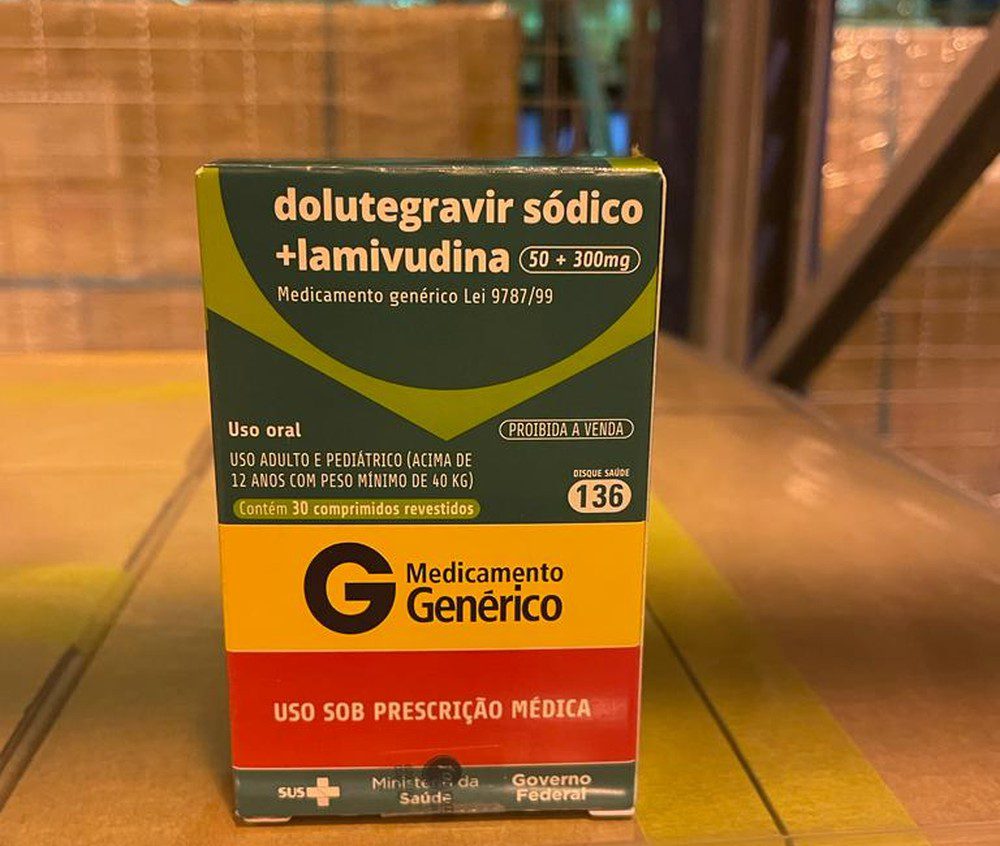 dolutegravir sódico
+lamivudina 50 + 300mg
Medicamento genérico Lei 9787/99
Uso oral
PROIBIDA A VENDA
USO ADULTO E PEDIÁTRICO (ACIMA DE
12 ANOS COM PESO MÍNIMO DE 40 KG)
DISQUE SAÚDE
136
Contém 30 comprimidos revestidos
G Medicamento
Genérico
USO SOB PRESCRIÇÃO MÉDICA
SUS
Ministério da
Saúde
Governo
Federal